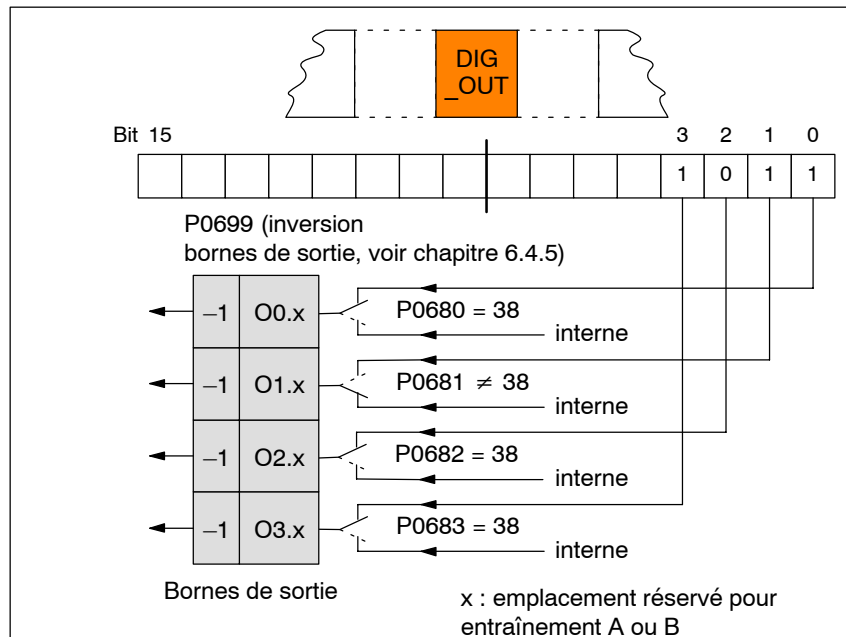 DIG
_OUT
Bit 15 3 2 1 0
1 0 1 1
P0699 (inversion
bornes de sortie, voir chapitre 6.4.5)
–1 O0.x P0680 = 38
interne
–1 O1.x P0681 ≠ 38
interne
–1 O2.x P0682 = 38
interne
–1 O3.x P0683 = 38
interne
Bornes de sortie
x : emplacement réservé pour
entraînement A ou B